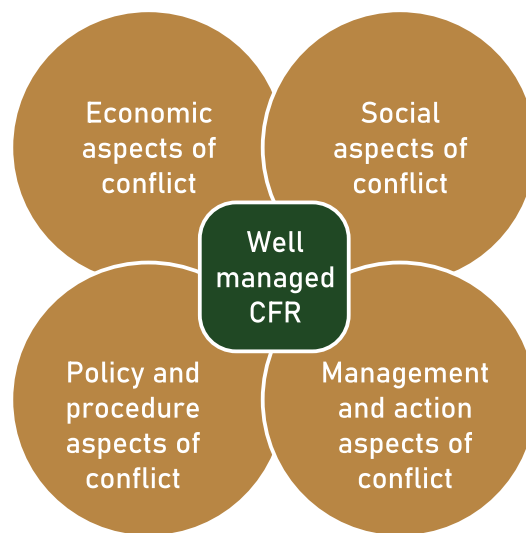 Economic
aspects of
conflict
Social
aspects of
conflict
Well
managed
CFR
Policy and
procedure
aspects of
conflict
Management
and action
aspects of
conflict